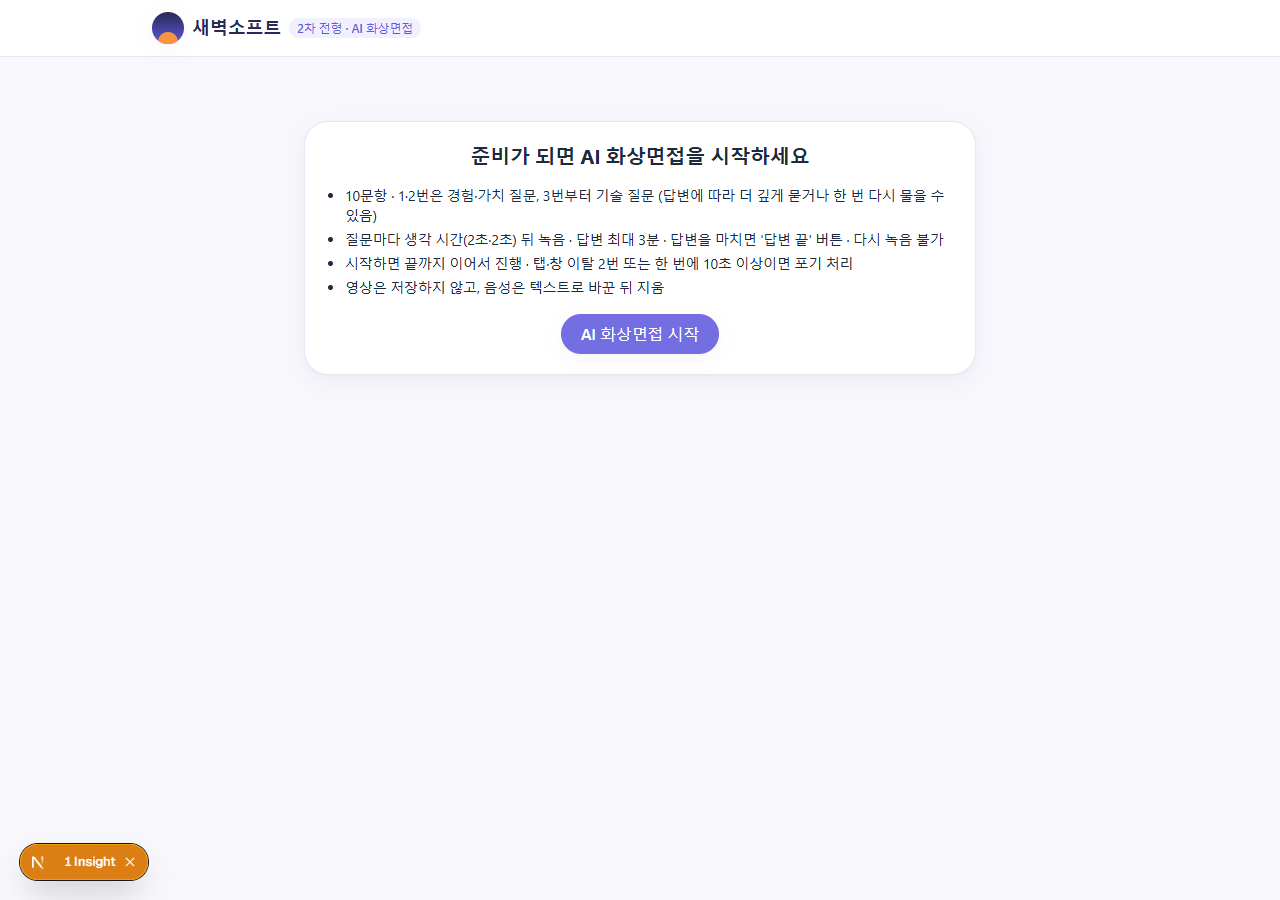 새벽소프트 2차 전형 · AI 화상면접
준비가 되면 AI 화상면접을 시작하세요
10문항 · 1·2번은 경험·가치 질문, 3번부터 기술 질문 (답변에 따라 더 깊게 묻거나 한 번 다시 물을 수
있음)
질문마다 생각 시간(2초·2초) 뒤 녹음 · 답변 최대 3분 · 답변을 마치면 '답변 끝' 버튼 · 다시 녹음 불가
시작하면 끝까지 이어서 진행 · 탭·창 이탈 2번 또는 한 번에 10초 이상이면 포기 처리
영상은 저장하지 않고, 음성은 텍스트로 바꾼 뒤 지움
AI 화상면접 시작
1 Insight